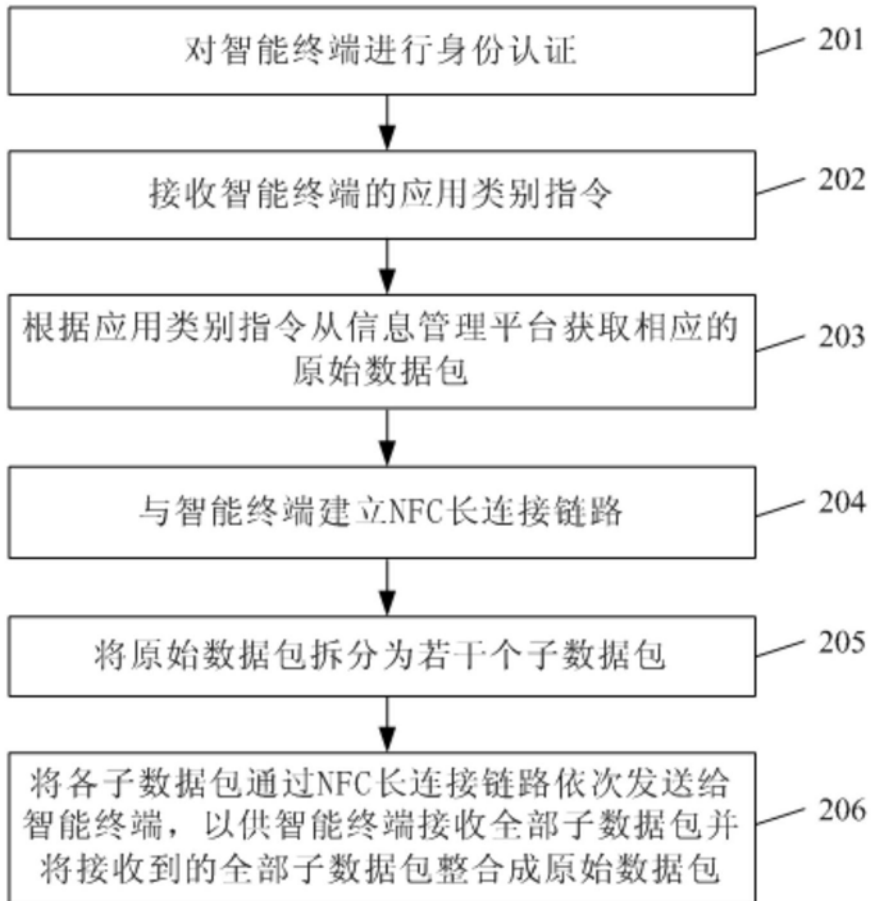 对智能终端进行身份认证
201
接收智能终端的应用类别指令
202
根据应用类别指令从信息管理平台获取相应的
原始数据包
203
与智能终端建立NFC长连接链路
204
将原始数据包拆分为若干个子数据包
205
将各子数据包通过NFC长连接链路依次发送给
智能终端，以供智能终端接收全部子数据包并
将接收到的全部子数据包整合成原始数据包
206